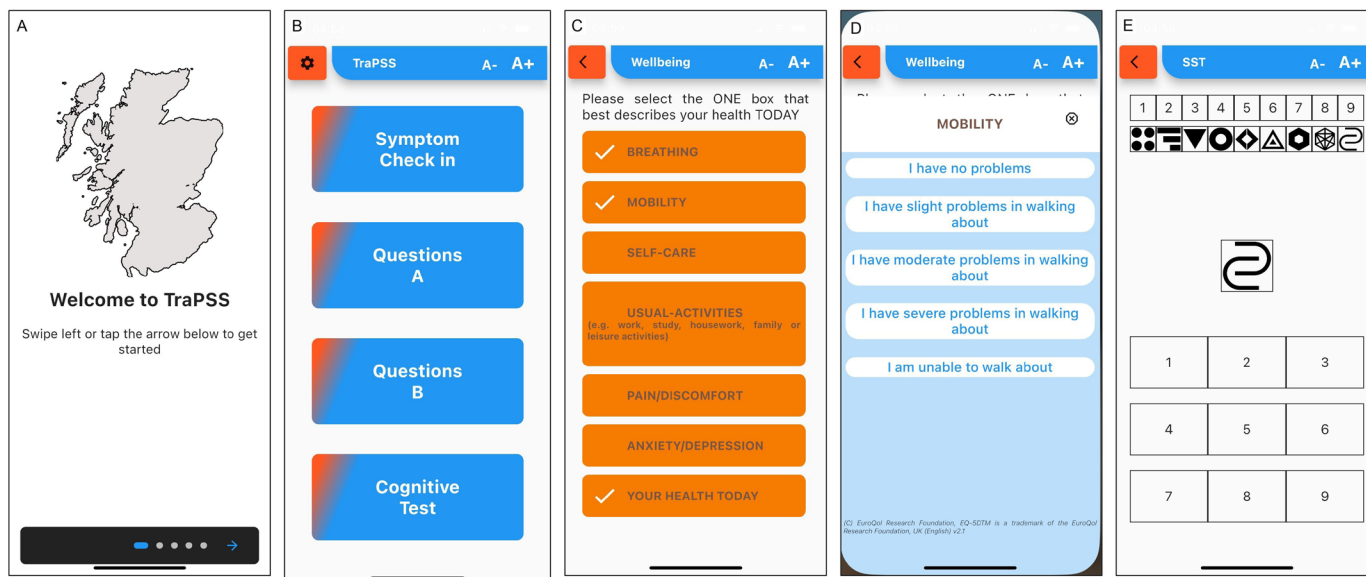 A
Welcome to TraPSS
Swipe left or tap the arrow below to get
started
B
TraPSS
A- A+
Symptom
Check in
Questions
A
Questions
B
Cognitive
Test
C
Wellbeing
A- A+
Please select the ONE box that
best describes your health TODAY
BREATHING
MOBILITY
SELF-CARE
USUAL-ACTIVITIES
(e.g. work, study, housework, family or
leisure activities)
PAIN/DISCOMFORT
ANXIETY/DEPRESSION
YOUR HEALTH TODAY
D
Wellbeing
A- A+
MOBILITY
I have no problems
I have slight problems in walking
about
I have moderate problems in walking
about
I have severe problems in walking
about
I am unable to walk about
(C) EuroQol Research Foundation, EQ-5DTM is a trademark of the EuroQol
Research Foundation, UK (English) v2.1
E
SST
A- A+
1 2 3 4 5 6 7 8 9
1 2 3
4 5 6
7 8 9